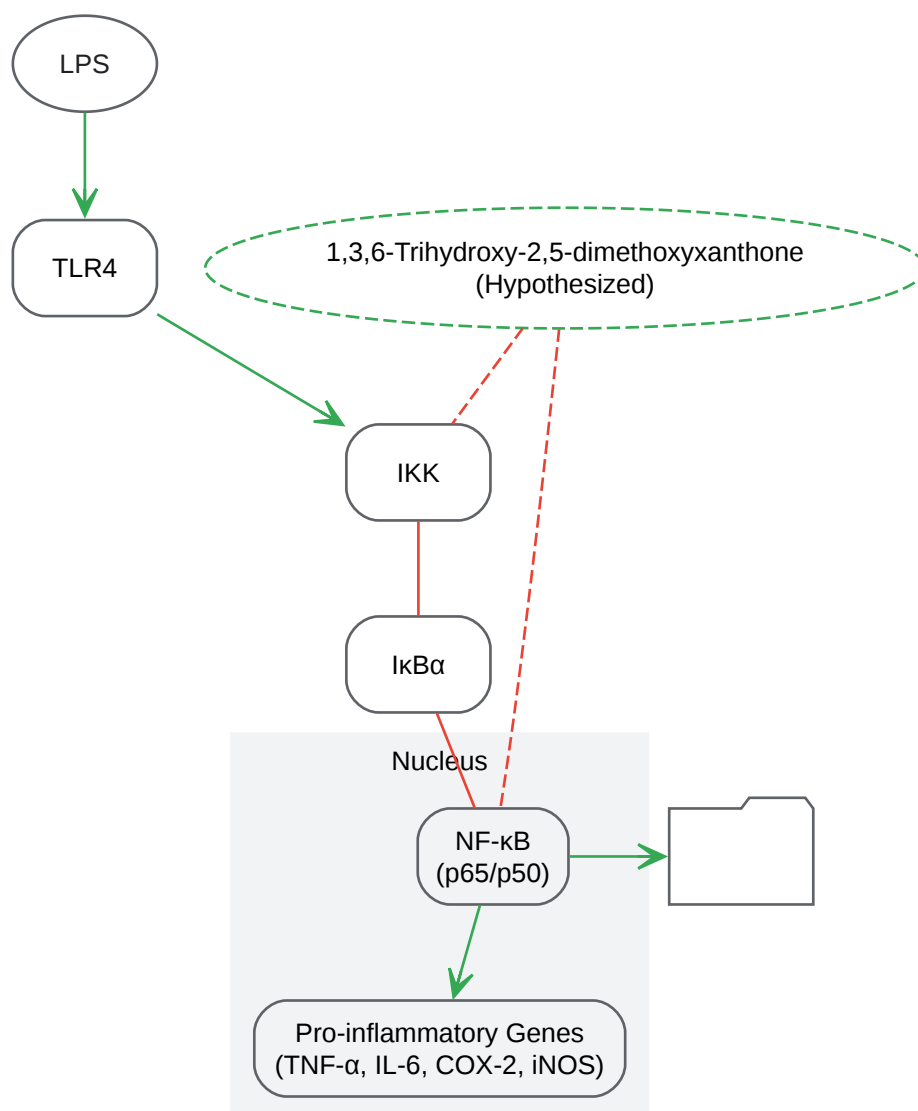 LPS
TLR4
1,3,6-Trihydroxy-2,5-dimethoxyxanthone
(Hypothesized)
IKK
IκBα
Nucleus
NF-κB
(p65/p50)
Pro-inflammatory Genes
(TNF-α, IL-6, COX-2, iNOS)